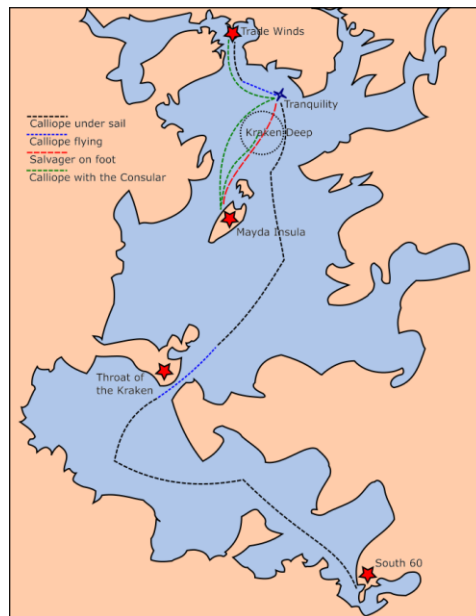 Trade Winds
Tranquility
Kraken Deep
Calliope under sail
Calliope flying
Salvager on foot
Calliope with the Consular
Mayda Insula
Throat of
the Kraken
South 60